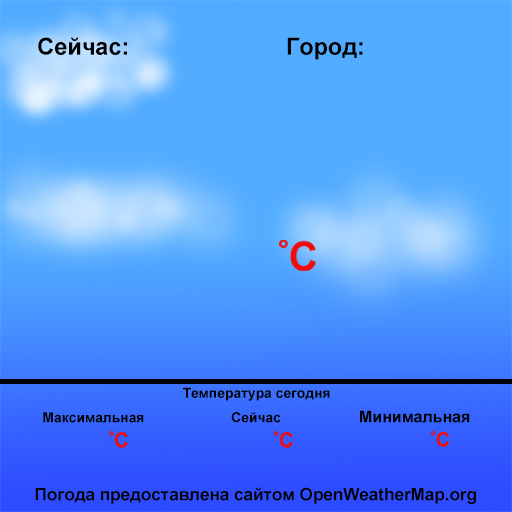 Сейчас: Город:
°C
Температура сегодня
Максимальная Сейчас Минимальная
°C °C °C
Погода предоставлена сайтом OpenWeatherMap.org